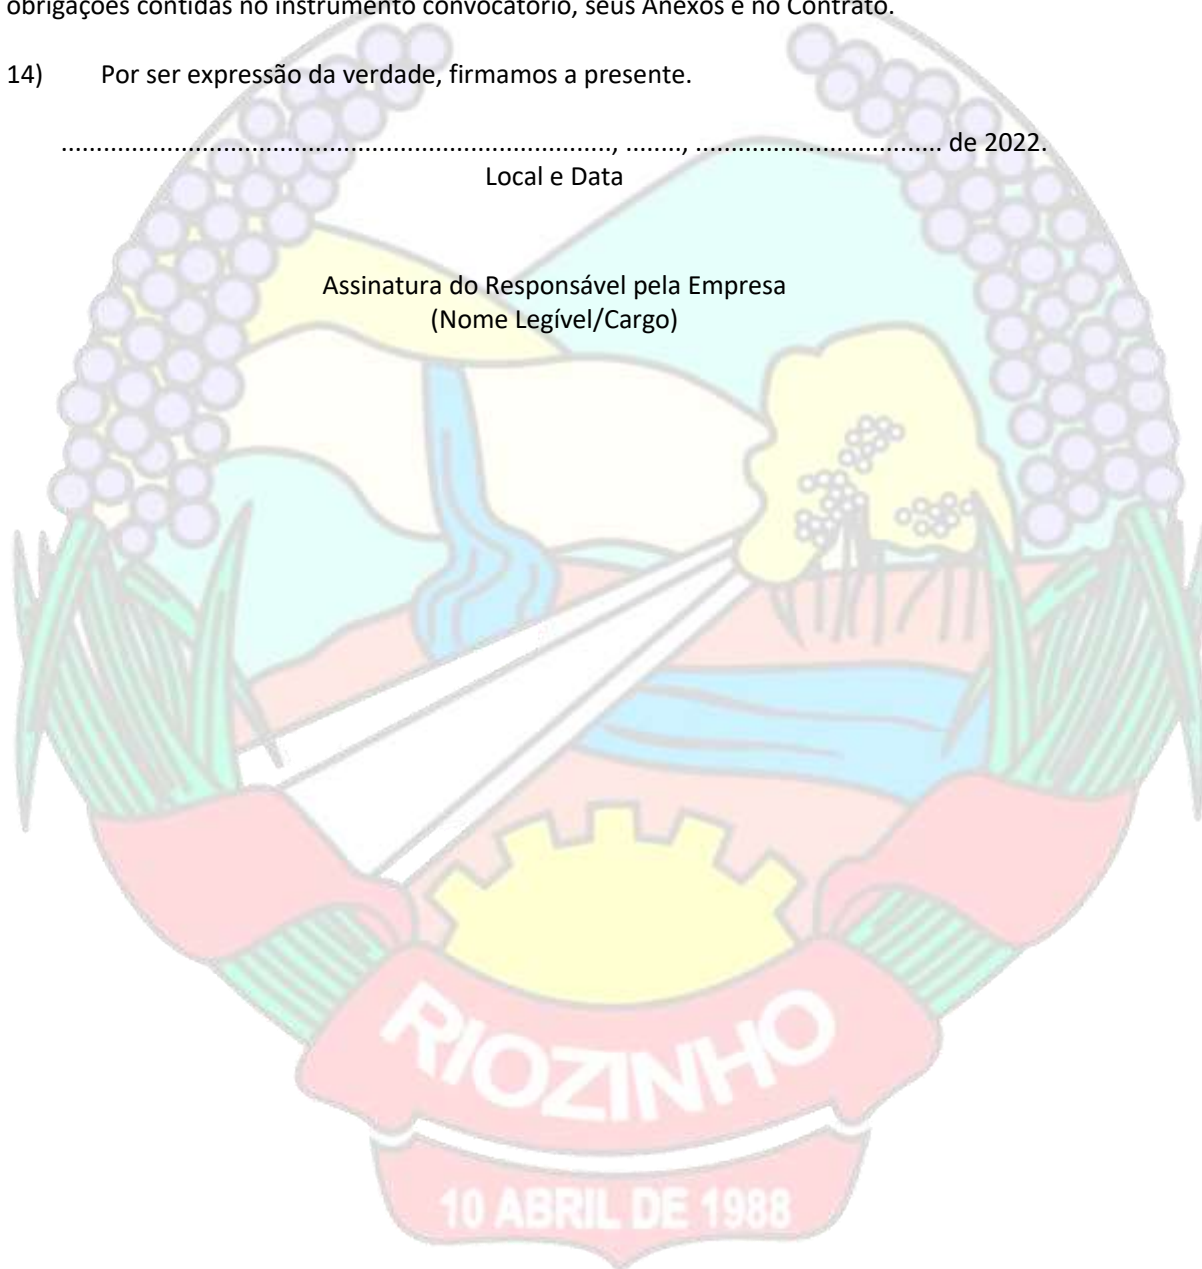 obrigações contidas no instrumento convocatório, seus Anexos e no Contrato.
14) Por ser expressão da verdade, firmamos a presente.
............................................................................., ........, ................................... de 2022.
Local e Data
Assinatura do Responsável pela Empresa
(Nome Legível/Cargo)
RIOZINHO
10 ABRIL DE 1988